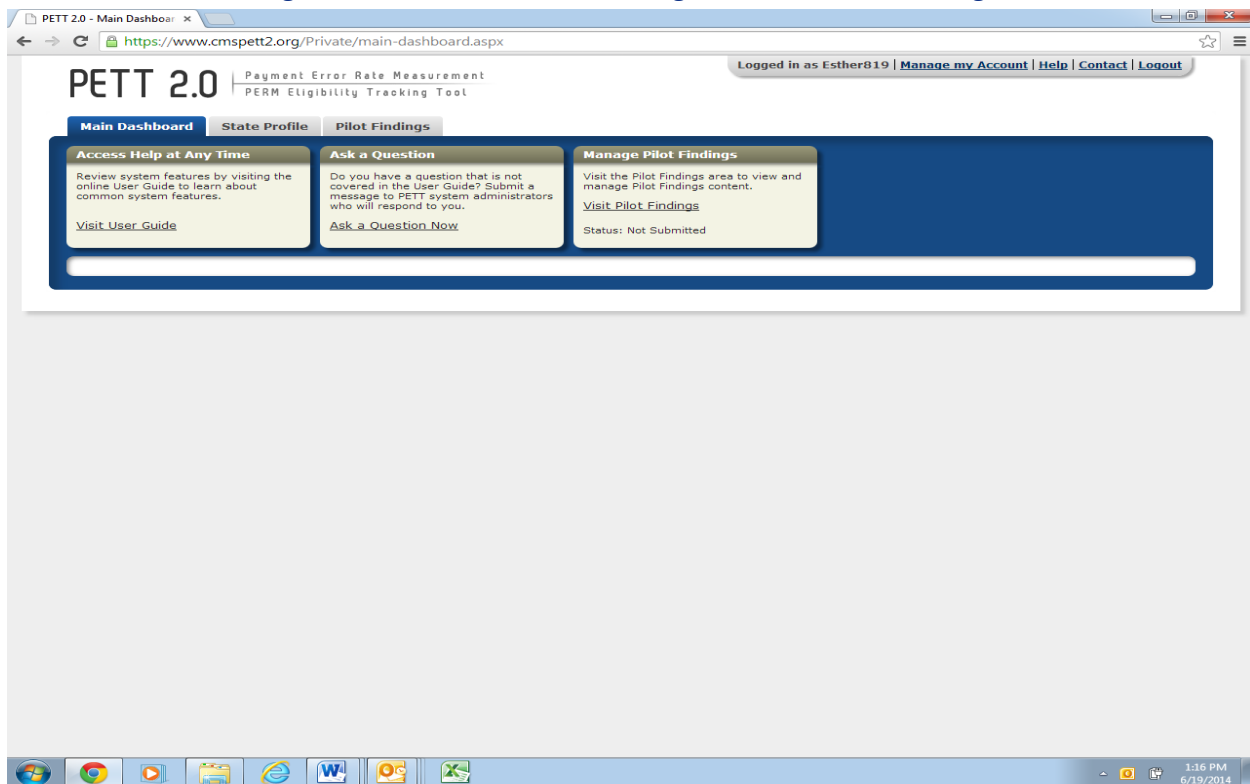 PETT 2.0 - Main Dashboar
https://www.cmspett2.org/Private/main-dashboard.aspx
Logged in as Esther819 | Manage my Account | Help | Contact | Logout
PETT 2.0
Payment Error Rate Measurement
PERM Eligibility Tracking Tool
Main Dashboard
State Profile
Pilot Findings
Access Help at Any Time
Review system features by visiting the
online User Guide to learn about
common system features.
Visit User Guide
Ask a Question
Do you have a question that is not
covered in the User Guide? Submit a
message to PETT system administrators
who will respond to you.
Ask a Question Now
Manage Pilot Findings
Visit the Pilot Findings area to view and
manage Pilot Findings content.
Visit Pilot Findings
Status: Not Submitted
1:16 PM
6/19/2014